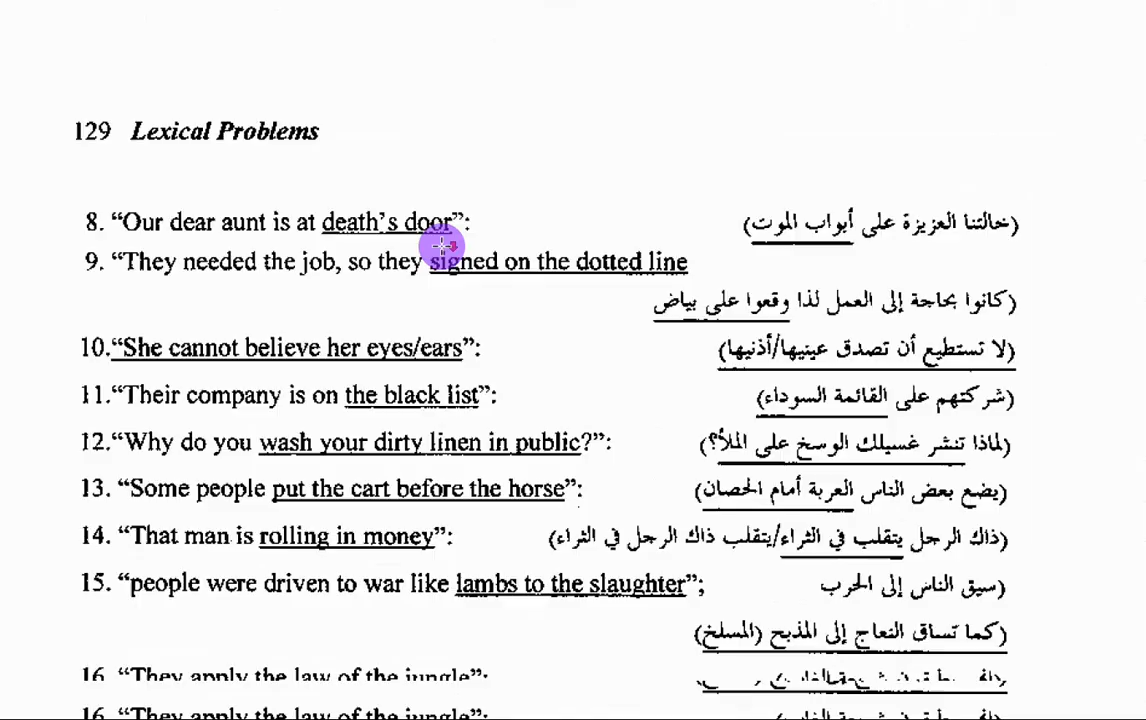 129 Lexical Problems
8. “Our dear aunt is at death’s door”: (خالتنا العزيزة على أبواب الموت)
9. “They needed the job, so they signed on the dotted line
(كانوا بحاجة إلى العمل لذا وقعوا على بياض)
10.“She cannot believe her eyes/ears”: (لا تستطيع أن تصدق عينيها/أذنيها)
11.“Their company is on the black list”: (شركتهم على القائمة السوداء)
12.“Why do you wash your dirty linen in public?”: (لماذا تنشر غسيلك الوسخ على الملأ؟)
13. “Some people put the cart before the horse”: (يضع بعض الناس العربة أمام الحصان)
14. “That man is rolling in money”: (ذاك الرجل يتقلب في الثراء/يتقلب ذاك الرجل في الثراء)
15. “people were driven to war like lambs to the slaughter”; (سيق الناس إلى الحرب
كما تساق النعاج إلى المذبح (المسلخ)
16 “They apply the law of the jungle”:
16 “They apply the law of the jungle”: